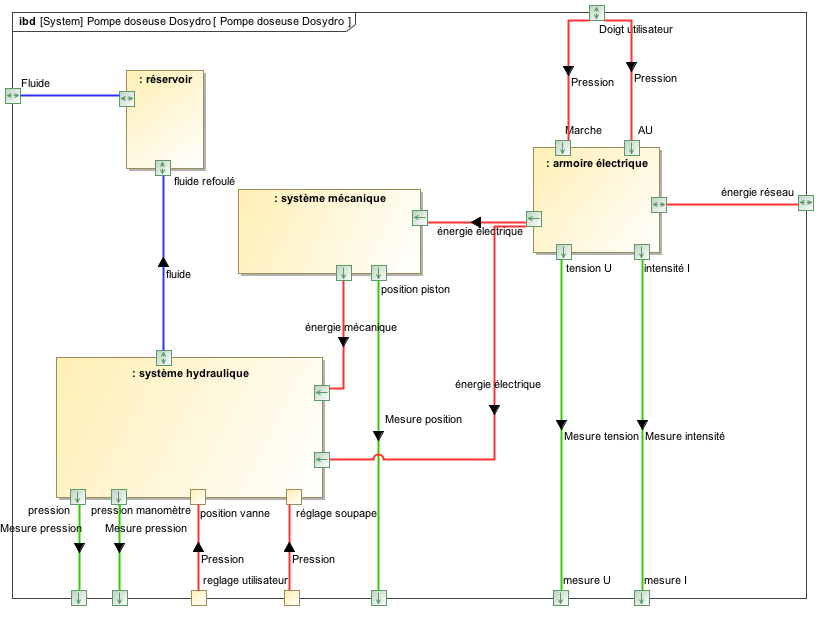 ibd [System] Pompe doseuse Dosydro [ Pompe doseuse Dosydro ]
Doigt utilisateur
Fluide
: réservoir
Pression
Pression
Marche
AU
: armoire électrique
fluide refoulé
: système mécanique
énergie réseau
énergie électrique
fluide
tension U
intensité I
position piston
énergie mécanique
: système hydraulique
énergie électrique
Mesure position
Mesure tension
Mesure intensité
pression
pression manomètre
position vanne
réglage soupape
Mesure pression
Mesure pression
Pression
Pression
reglage utilisateur
mesure U
mesure I